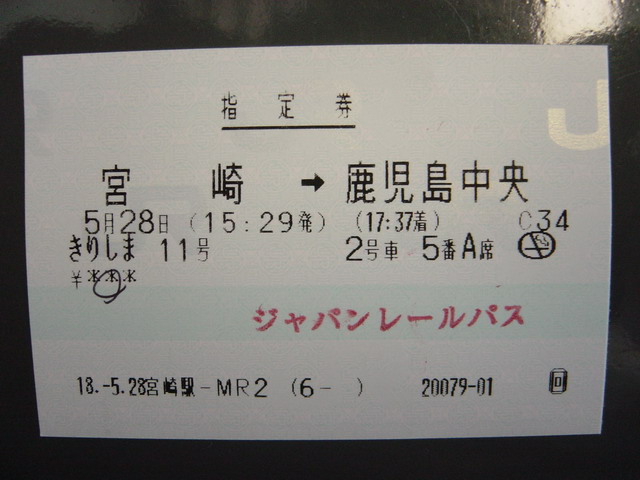 指定券
宮崎 → 鹿児島中央
5月28日 (15:29発) (17:37着) C34
きりしま 11号 2号車 5番A席
¥***
ジャパンレールパス
18.-5.28宮崎駅-MR2 (6- ) 20079-01 回